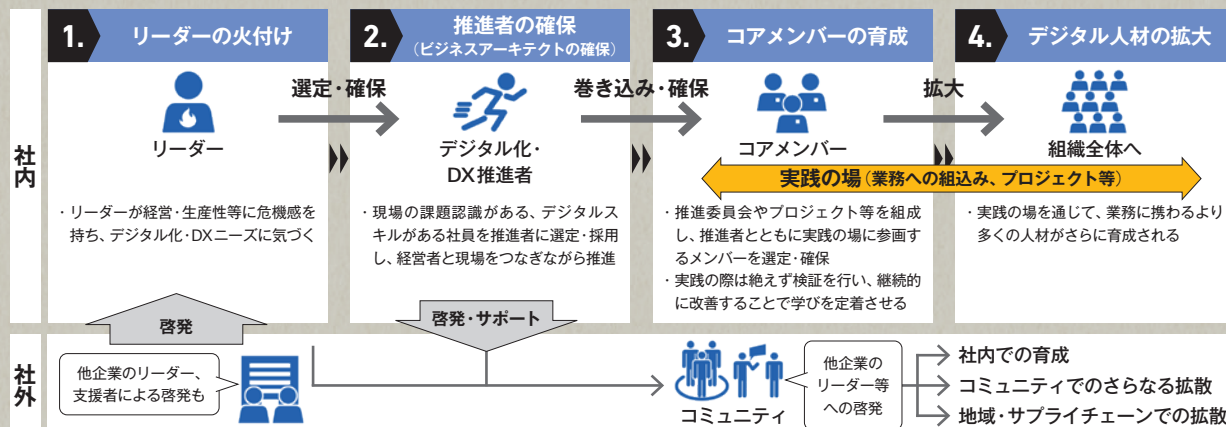 1.
リーダーの火付け
2.
推進者の確保
（ビジネスアーキテクトの確保）
3.
コアメンバーの育成
4.
デジタル人材の拡大
社内
リーダー
選定・確保
デジタル化・
DX推進者
巻き込み・確保
コアメンバー
拡大
組織全体へ
実践の場（業務への組込み、プロジェクト等）
・リーダーが経営・生産性等に危機感を
持ち、デジタル化・DXニーズに気づく
・現場の課題認識がある、デジタルス
キルがある社員を推進者に選定・採用
し、経営者と現場をつなぎながら推進
・推進委員会やプロジェクト等を組成
し、推進者とともに実践の場に参画す
るメンバーを選定・確保
・実践の際は絶えず検証を行い、継続的
に改善することで学びを定着させる
・実践の場を通じて、業務に携わるより
多くの人材がさらに育成される
啓発
啓発・サポート
社外
他企業のリーダー、
支援者による啓発も
コミュニティ
他企業の
リーダー等
への啓発
社内での育成
コミュニティでのさらなる拡散
地域・サプライチェーンでの拡散